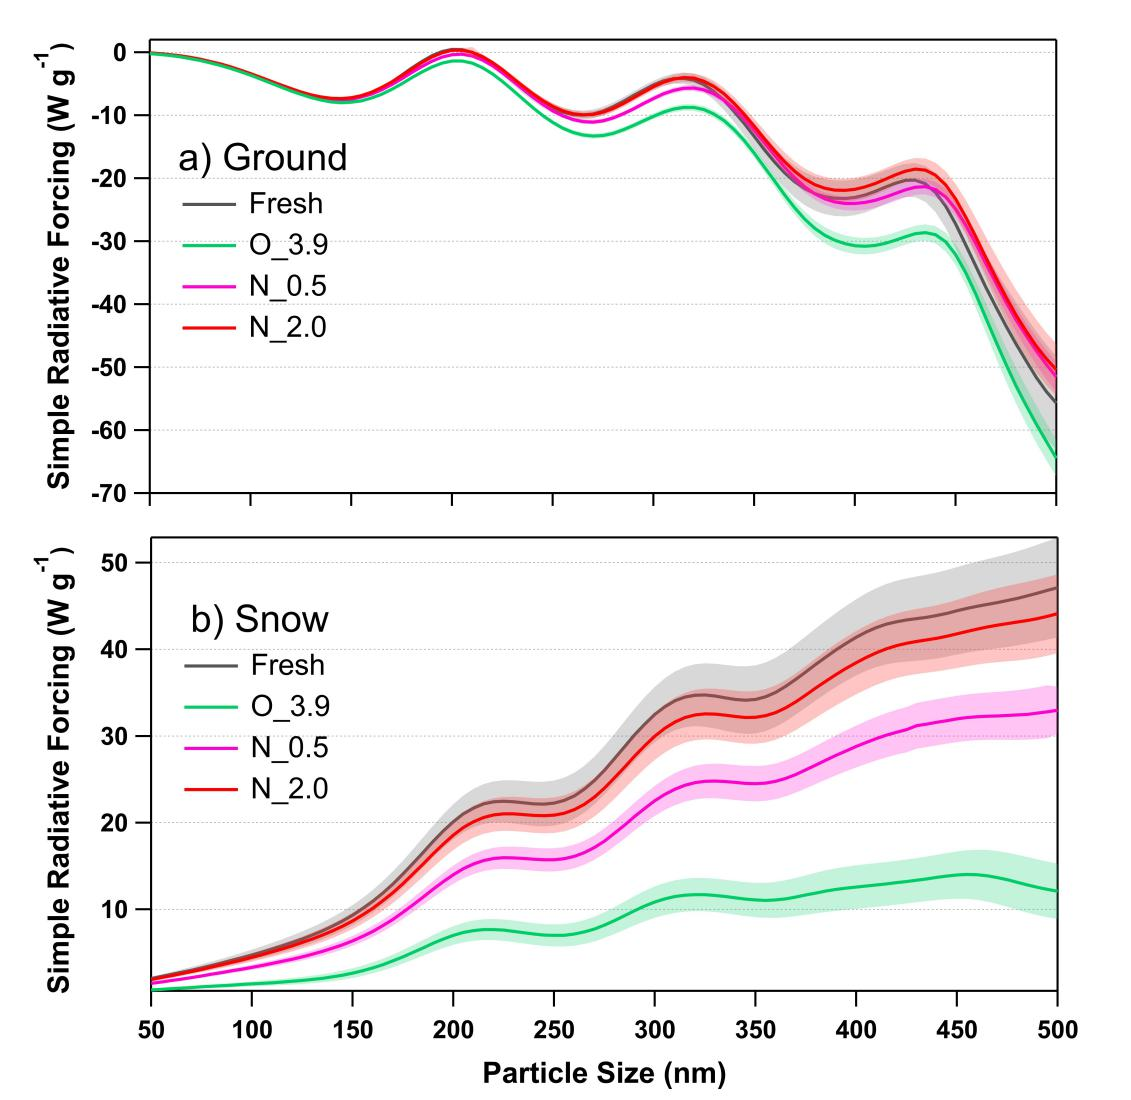 Simple Radiative Forcing (W g-1)
0
-10
-20
-30
-40
-50
-60
-70
a) Ground
Fresh
O_3.9
N_0.5
N_2.0
Simple Radiative Forcing (W g-1)
50
40
30
20
10
b) Snow
Fresh
O_3.9
N_0.5
N_2.0
50 100 150 200 250 300 350 400 450 500
Particle Size (nm)